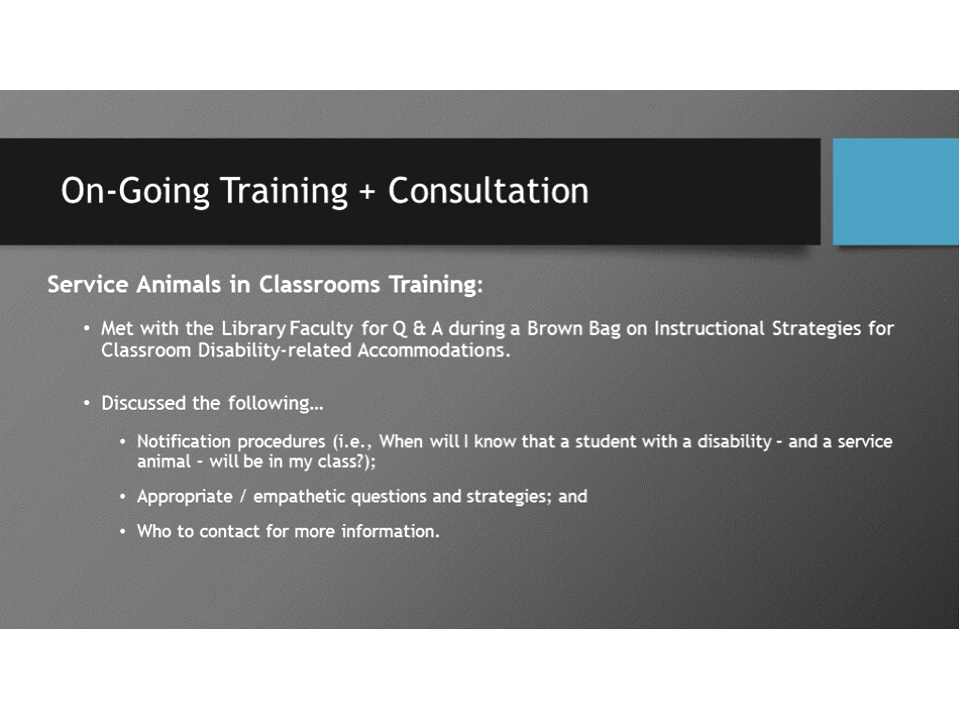 On-Going Training + Consultation
Service Animals in Classrooms Training:
• Met with the Library Faculty for Q & A during a Brown Bag on Instructional Strategies for
Classroom Disability-related Accommodations.
• Discussed the following…
• Notification procedures (i.e., When will I know that a student with a disability – and a service
animal – will be in my class?);
• Appropriate / empathetic questions and strategies; and
• Who to contact for more information.